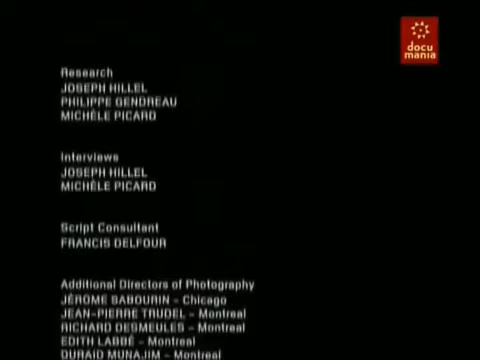 docu
mania
Research
JOSEPH HILLEL
PHILIPPE GENDREAU
MICHÈLE PICARD
Interviews
JOSEPH HILLEL
MICHÈLE PICARD
Script Consultant
FRANCIS DELFOUR
Additional Directors of Photography
JÉRÔME SABOURIN – Chicago
JEAN-PIERRE TRUDEL – Montreal
RICHARD DESMEULES – Montreal
EDITH LABBÉ – Montreal
DURAID MUNAJIM – Montreal